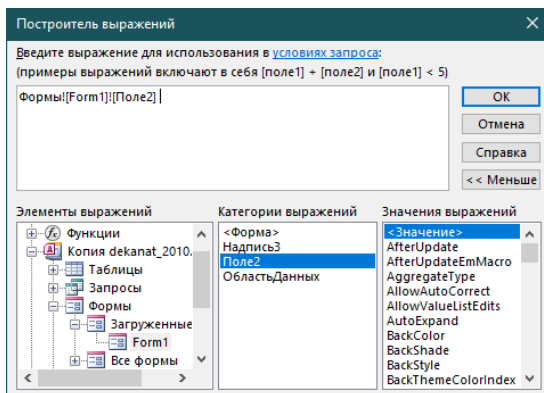 Построитель выражений
Введите выражение для использования в условиях запроса:
(примеры выражений включают в себя [поле1] + [поле2] и [поле1] < 5)
Формы![Form1]![Поле2]
ОК
Отмена
Справка
<< Меньше
Элементы выражений
Функции
Копия dekanat_2010.
Таблицы
Запросы
Формы
Загруженные
Form1
Все формы
Категории выражений
<Форма>
Надпись3
Поле2
ОбластьДанных
Значения выражений
<Значение>
AfterUpdate
AfterUpdateEmMacro
AggregateType
AllowAutoCorrect
AllowValueListEdits
AutoExpand
BackColor
BackShade
BackStyle
BackThemeColorIndex